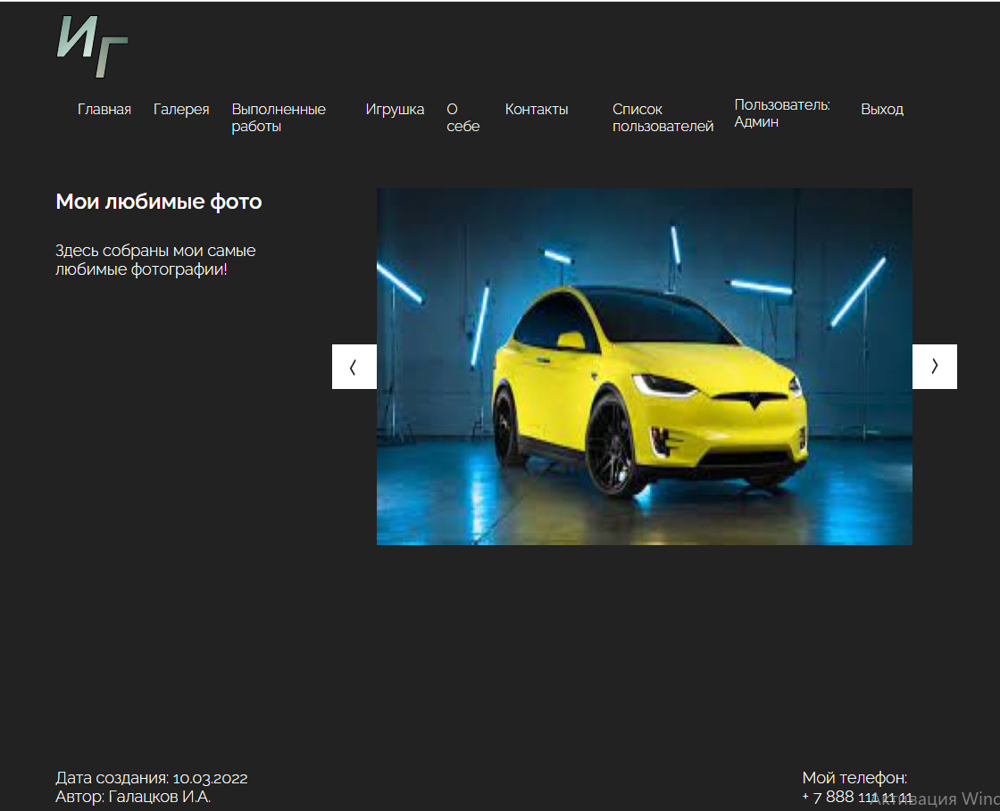 ИГ
Главная Галерея Выполненные работы Игрушка О себе Контакты Список пользователей Пользователь: Админ Выход
Мои любимые фото
Здесь собраны мои самые
любимые фотографии!
Дата создания: 10.03.2022
Автор: Галацков И.А.
Мой телефон:
+ 7 888 111 11 11
Активация Wind